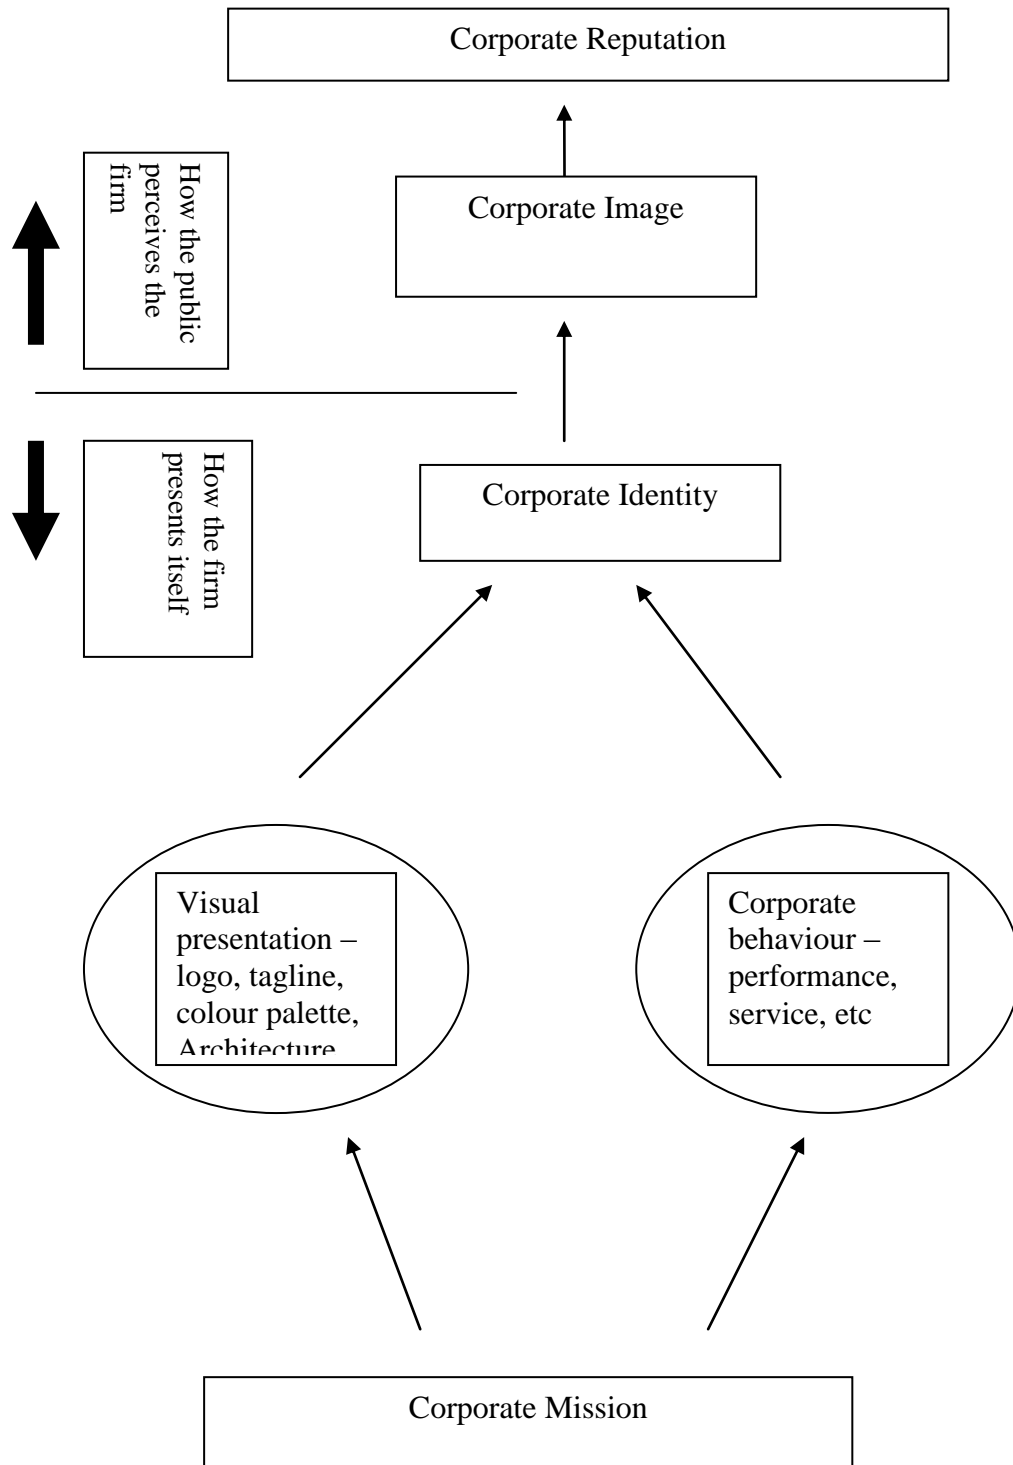 Corporate Reputation
How the public
perceives the
firm
Corporate Image
How the firm
presents itself
Corporate Identity
Visual
presentation –
logo, tagline,
colour palette,
Architecture
Corporate
behaviour –
performance,
service, etc
Corporate Mission